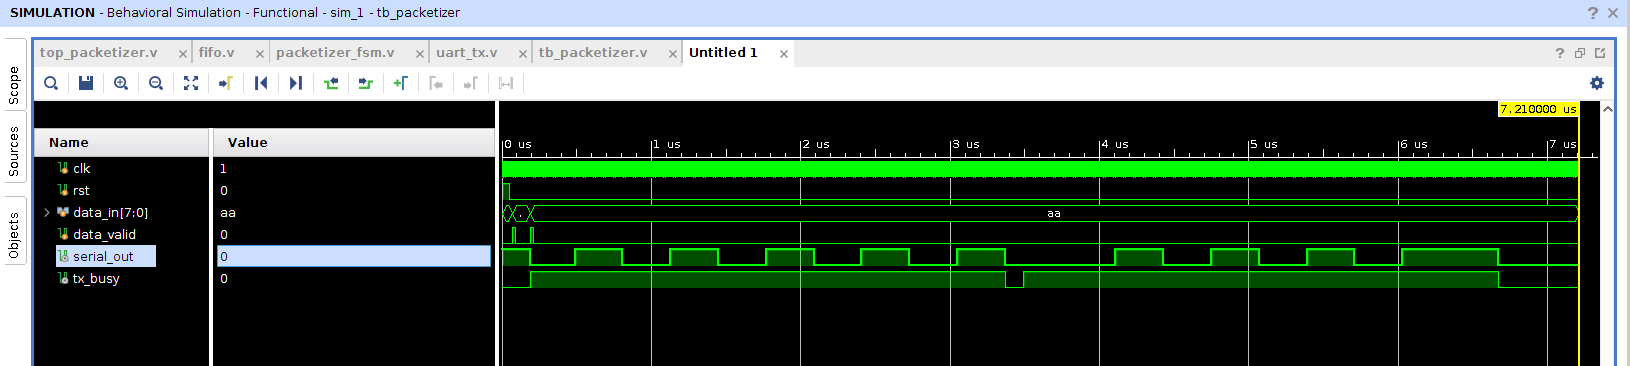 SIMULATION - Behavioral Simulation - Functional - sim_1 - tb_packetizer ? ×
Scope
Sources
Objects
top_packetizer.v × fifo.v × packetizer_fsm.v × uart_tx.v × tb_packetizer.v × Untitled 1 × ?
7.210000 us
Name Value
0 us 1 us 2 us 3 us 4 us 5 us 6 us 7 us
clk 1
rst 0
data_in[7:0] aa . aa
data_valid 0
serial_out 0
tx_busy 0